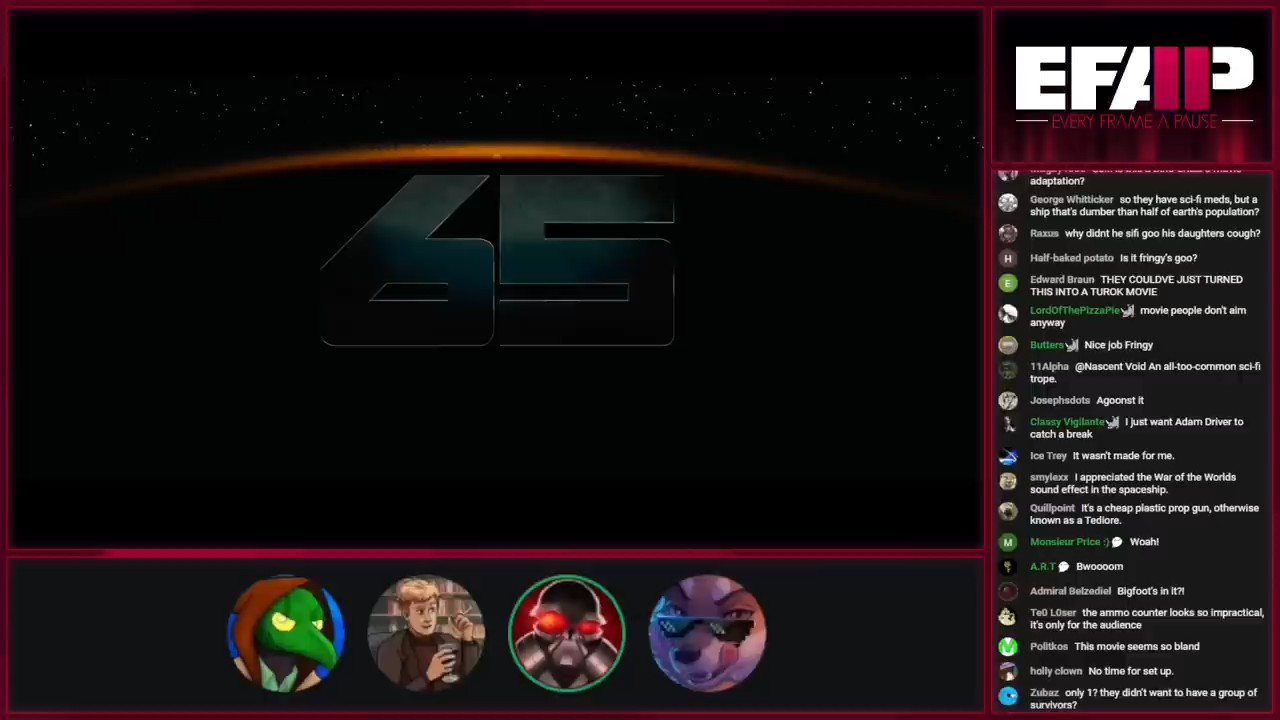 65
EFAP
EVERY FRAME A PAUSE
adaptation?
George Whitticker so they have sci-fi meds, but a
ship that's dumber than half of earth's population?
Raxus why didnt he sifi goo his daughters cough?
Half-baked potato Is it fringy's goo?
Edward Braun THEY COULDVE JUST TURNED
THIS INTO A TUROK MOVIE
LordOfThePizzaPie movie people don't aim
anyway
Butters Nice job Fringy
11Alpha @Nascent Void An all-too-common sci-fi
trope.
Josephsdots Agoonst it
Classy Vigilante I just want Adam Driver to
catch a break
Ice Trey It wasn't made for me.
smylexx I appreciated the War of the Worlds
sound effect in the spaceship.
Quillpoint It's a cheap plastic prop gun, otherwise
known as a Tediore.
M Monsieur Price :) Woah!
A.R.T Bwoooom
Admiral Belzediel Bigfoot's in it?!
Te0 L0ser the ammo counter looks so impractical,
it's only for the audience
Politkos This movie seems so bland
holly clown No time for set up.
Zubaz only 1? they didn't want to have a group of
survivors?